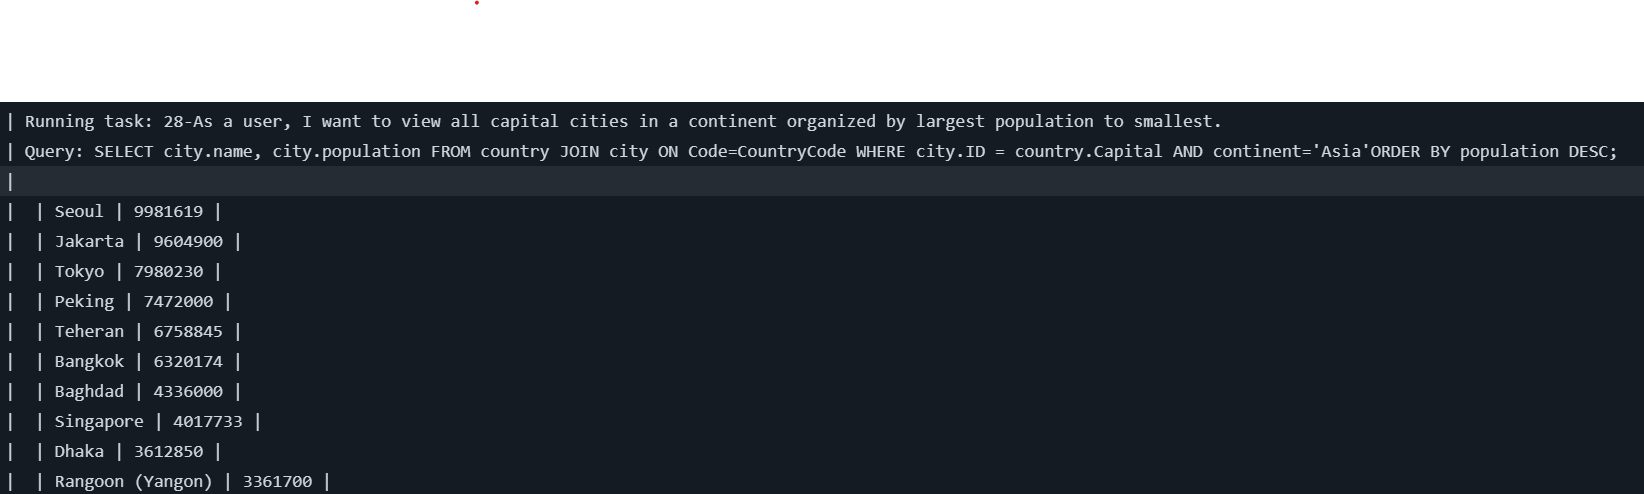 | Running task: 28-As a user, I want to view all capital cities in a continent organized by largest population to smallest.
| Query: SELECT city.name, city.population FROM country JOIN city ON Code=CountryCode WHERE city.ID = country.Capital AND continent='Asia'ORDER BY population DESC;
|
|  | Seoul | 9981619 |
|  | Jakarta | 9604900 |
|  | Tokyo | 7980230 |
|  | Peking | 7472000 |
|  | Teheran | 6758845 |
|  | Bangkok | 6320174 |
|  | Baghdad | 4336000 |
|  | Singapore | 4017733 |
|  | Dhaka | 3612850 |
|  | Rangoon (Yangon) | 3361700 |